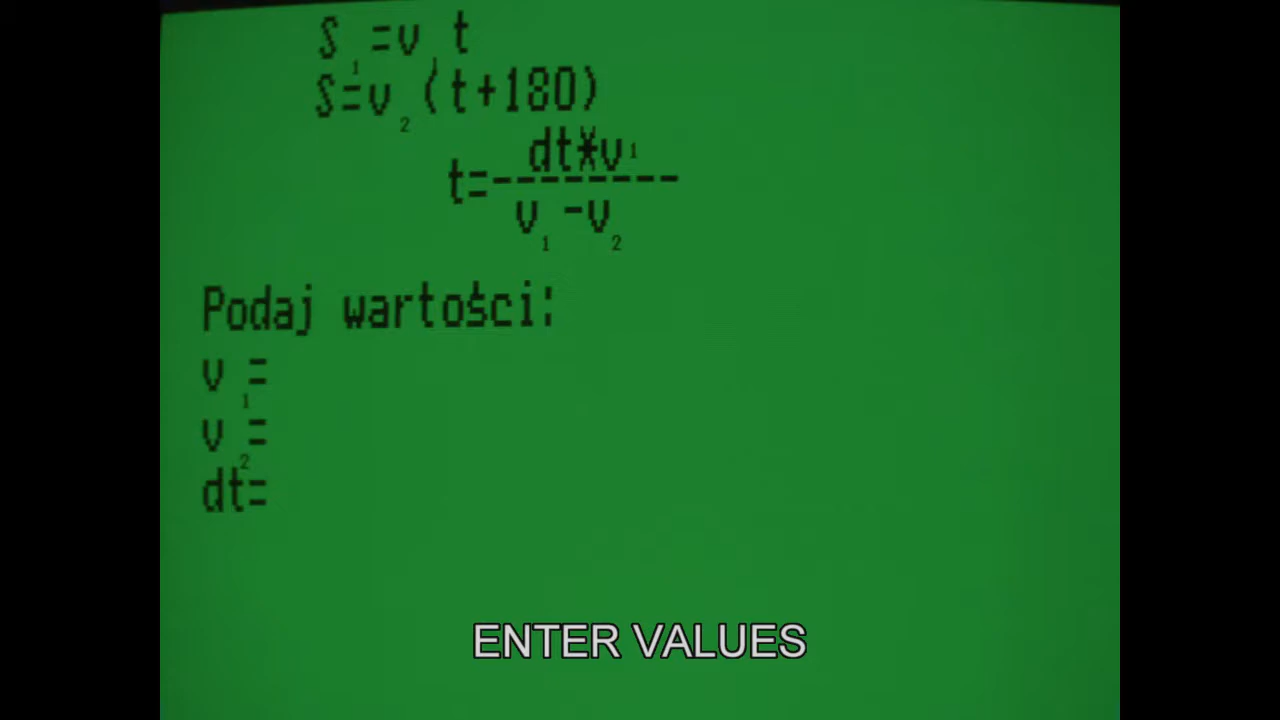 S₁=v₁t
S=v₂(t+180)
dt*v₁
t=--------
v₁-v₂
Podaj wartości:
v₁=
v₂=
dt=
ENTER VALUES